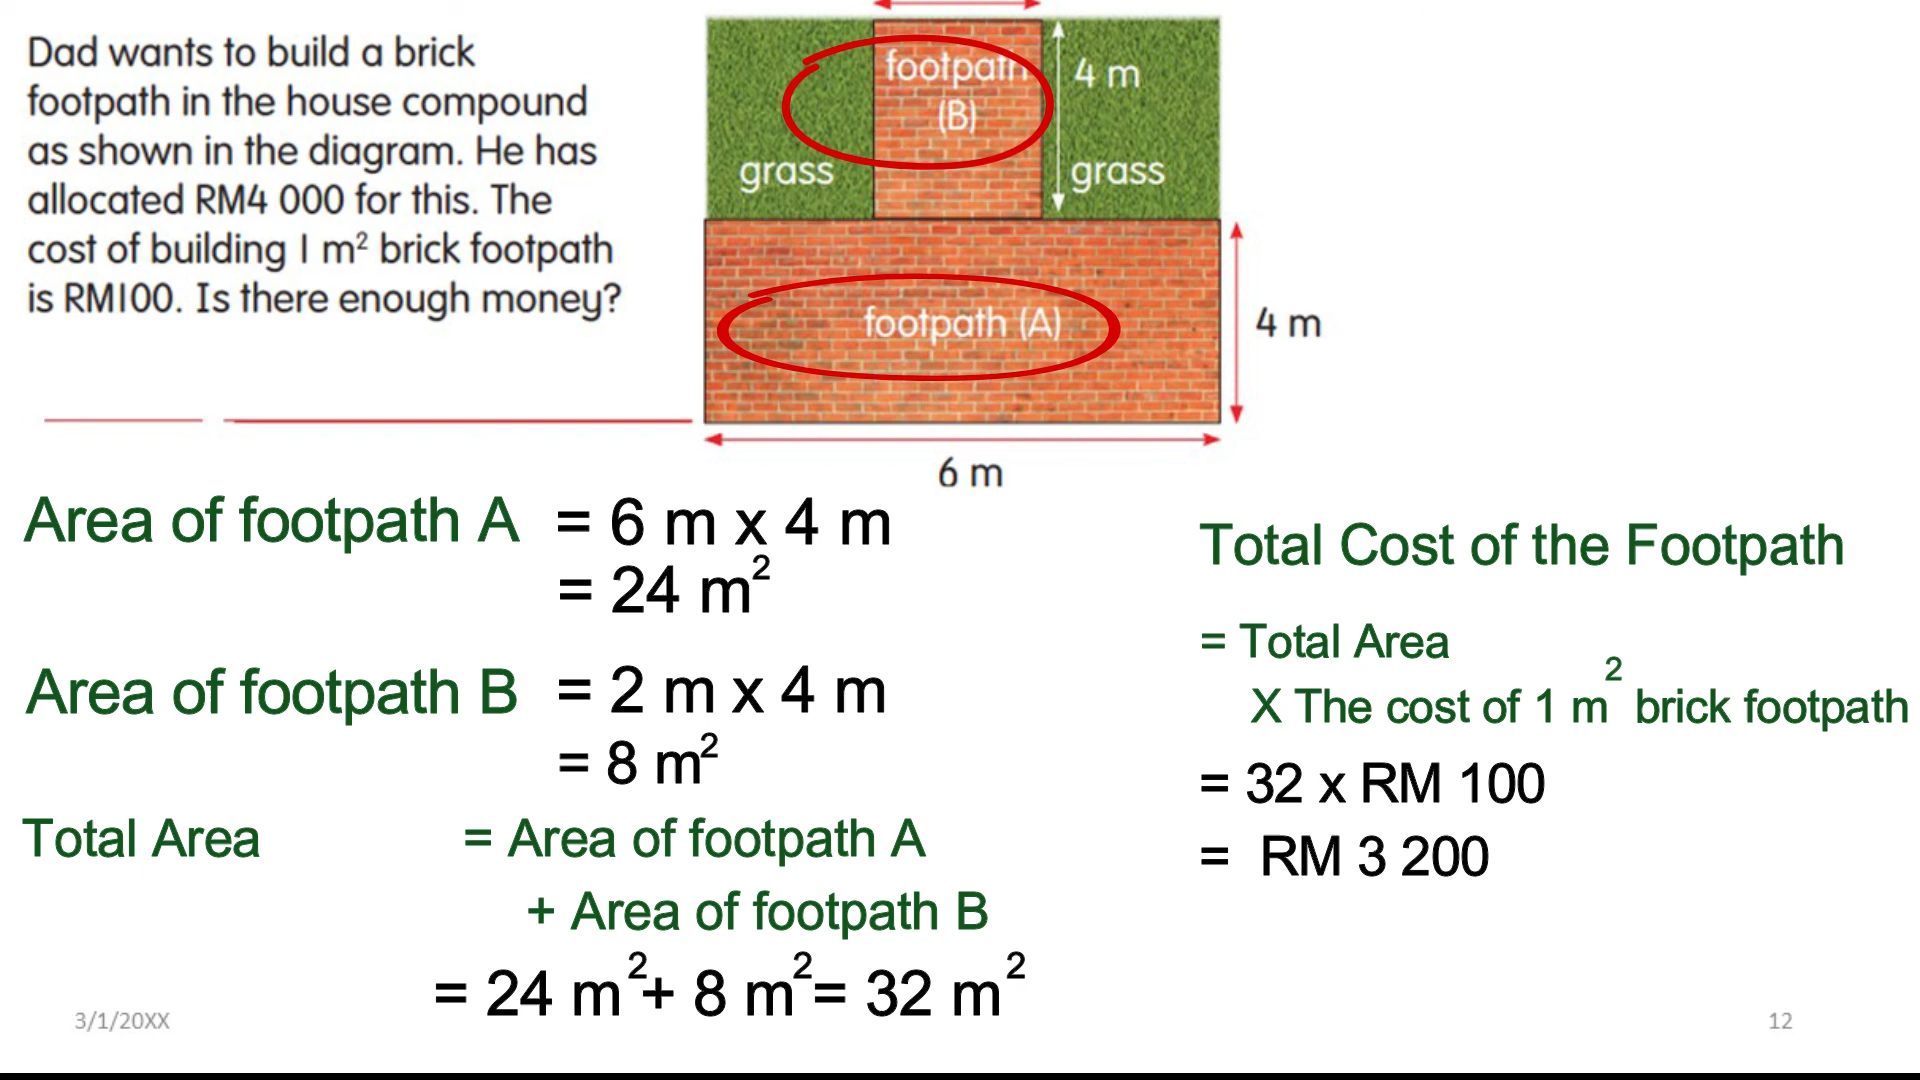 Dad wants to build a brick
footpath in the house compound
as shown in the diagram. He has
allocated RM4 000 for this. The
cost of building 1 m² brick footpath
is RM100. Is there enough money?
footpath
(B)
4 m
grass
grass
footpath (A)
4 m
6 m
Area of footpath A = 6 m x 4 m
= 24 m²
Area of footpath B = 2 m x 4 m
= 8 m²
Total Area = Area of footpath A
+ Area of footpath B
= 24 m² + 8 m² = 32 m²
Total Cost of the Footpath
= Total Area
X The cost of 1 m² brick footpath
= 32 x RM 100
= RM 3 200
3/1/20XX
12